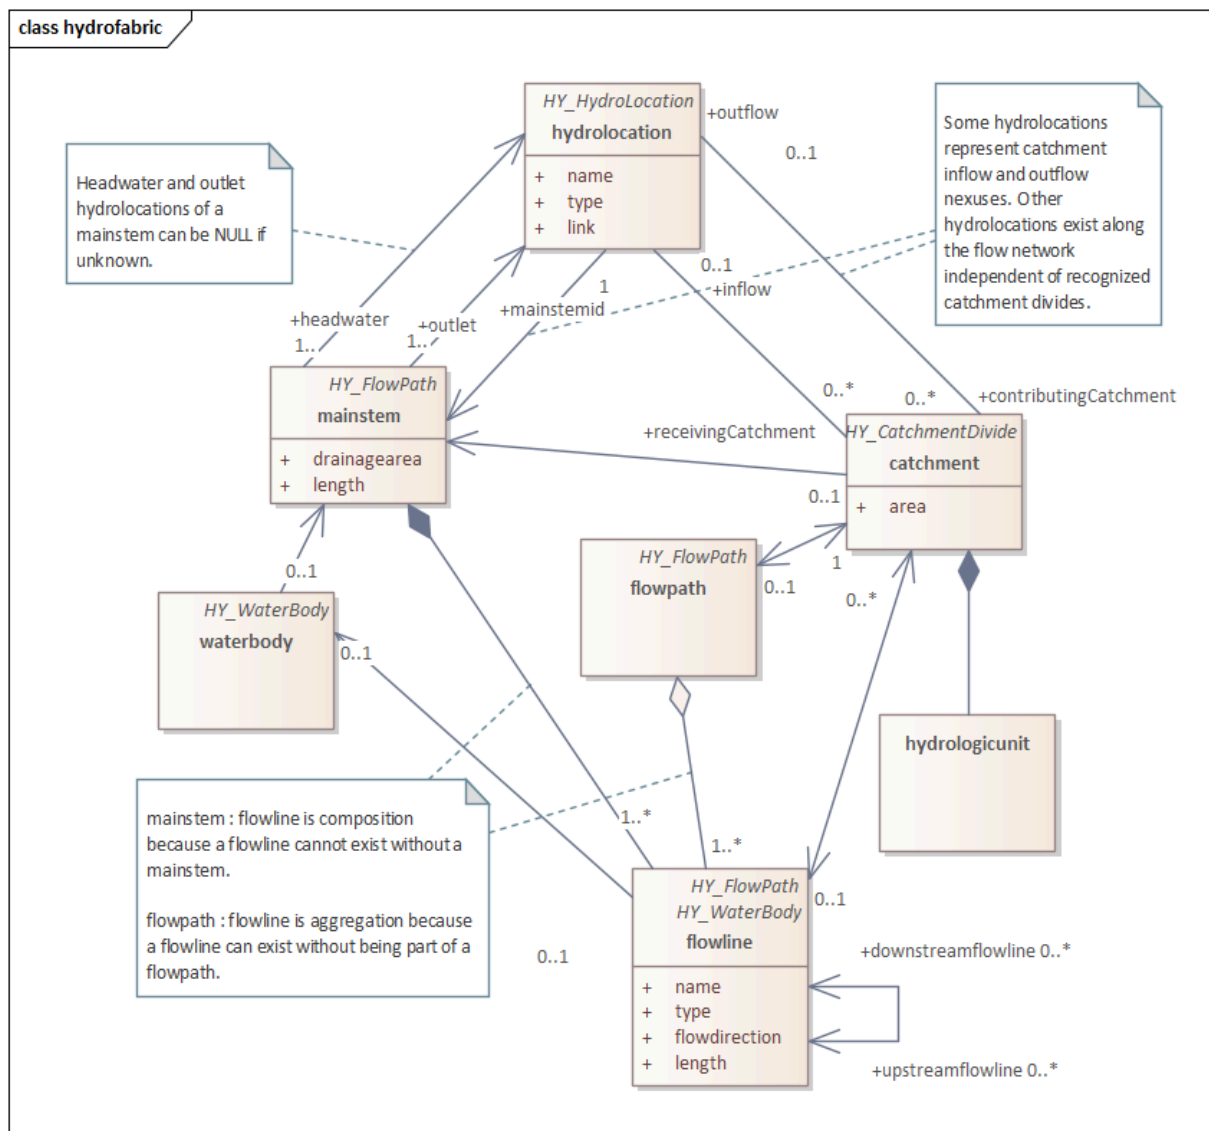 class hydrofabric
HY_HydroLocation
hydrolocation
+ name
+ type
+ link
+outflow
0..1
Some hydrolocations
represent catchment
inflow and outflow
nexuses. Other
hydrolocations exist along
the flow network
independent of recognized
catchment divides.
Headwater and outlet
hydrolocations of a
mainstem can be NULL if
unknown.
0..1
+inflow
1
+mainstemid
+headwater
1..
+outlet
1..
HY_FlowPath
mainstem
+ drainagearea
+ length
0..*
0..*
+contributingCatchment
+receivingCatchment
HY_CatchmentDivide
catchment
+ area
0..1
1
0..1
0..*
HY_FlowPath
flowpath
0..1
HY_WaterBody
waterbody
0..1
hydrologicunit
mainstem : flowline is composition
because a flowline cannot exist without a
mainstem.
flowpath : flowline is aggregation because
a flowline can exist without being part of a
flowpath.
1..*
1..*
HY_FlowPath
HY_WaterBody
flowline
+ name
+ type
+ flowdirection
+ length
0..1
0..1
+downstreamflowline 0..*
+upstreamflowline 0..*